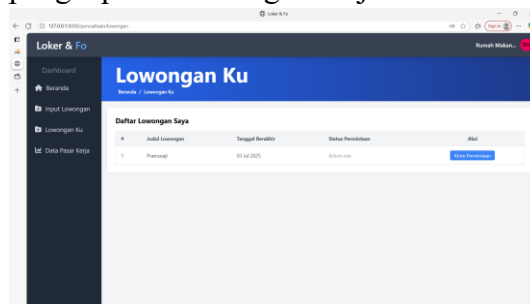 Loker & Fo
127.0.0.1:8000/perusahaan/lowongan
Sign in
Loker & Fo
Rumah Makan...
Dashboard
Beranda
Input Lowongan
Lowongan Ku
Data Pasar Kerja
Lowongan Ku
Beranda / Lowongan Ku
Daftar Lowongan Saya
# Judul Lowongan Tanggal Berakhir Status Permintaan Aksi
1 Pramusaji 03 Jul 2025 Belum ada Kirim Permintaan